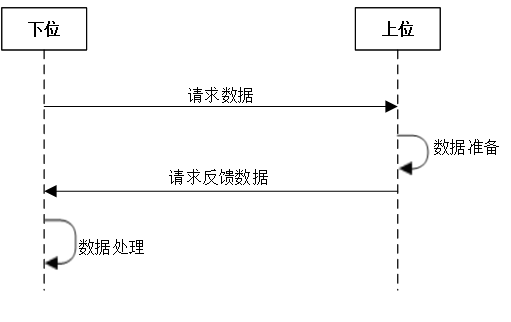 下位
上位
请求数据
数据准备
请求反馈数据
数据处理